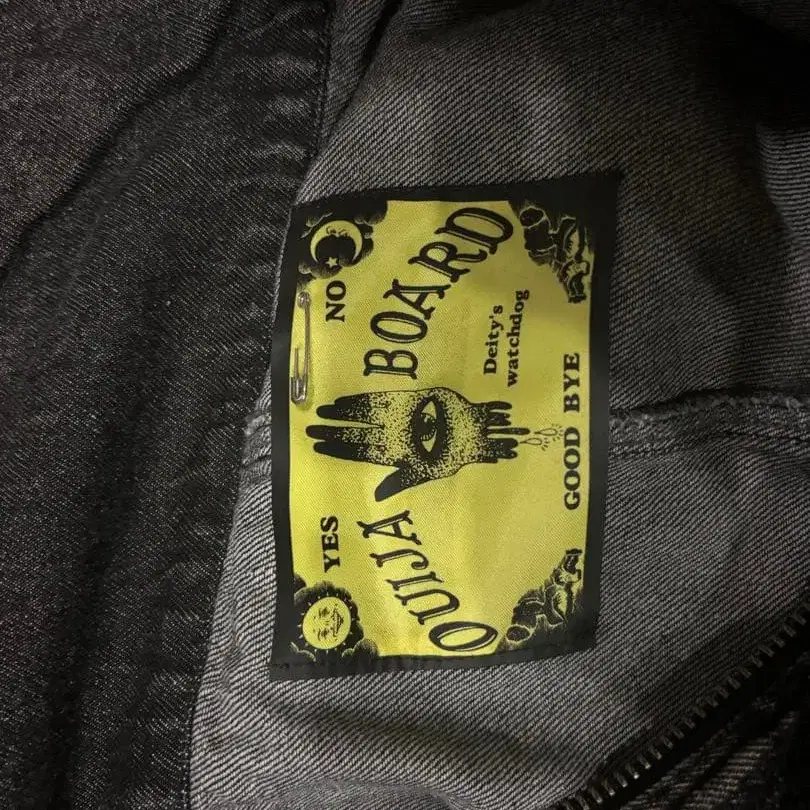 YES NO
OUIJA BOARD
Deity's
watchdog
GOOD BYE